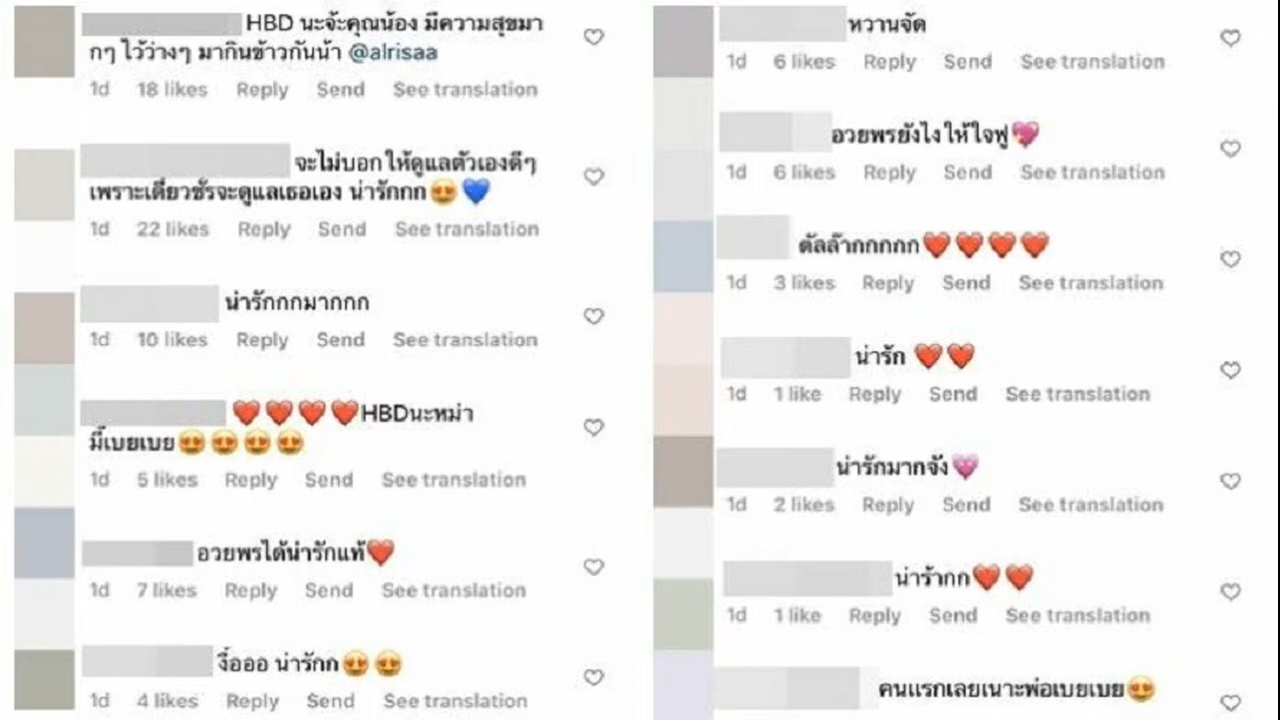 HBD นะจ้ะคุณน้อง มีความสุขมา
กๆ ไว้ว่างๆ มากินข้าวกันน้า @alrisaa
1d 18 likes Reply Send See translation
จะไม่บอกให้ดูแลตัวเองดีๆ
เพราะเดี๋ยวชั้รจะดูแลเธอเอง น่ารักกก😍💙
1d 22 likes Reply Send See translation
น่ารักกกมากกก
1d 10 likes Reply Send See translation
❤️❤️❤️❤️HBDนะหม่า
มี๊เบยเบย😍😍😍😍
1d 5 likes Reply Send See translation
อวยพรได้น่ารักแท้❤️
1d 7 likes Reply Send See translation
งื้อออ น่ารักก😍😍
1d 4 likes Reply Send See translation
หวานจัด
1d 6 likes Reply Send See translation
อวยพรยังไงให้ใจฟู💖
1d 6 likes Reply Send See translation
ตัลล๊ากกกกก❤️❤️❤️❤️
1d 3 likes Reply Send See translation
น่ารัก ❤️❤️
1d 1 like Reply Send See translation
น่ารักมากจัง💗
1d 2 likes Reply Send See translation
น่าร้ากก❤️❤️
1d 1 like Reply Send See translation
คนแรกเลยเนาะพ่อเบยเบย😍